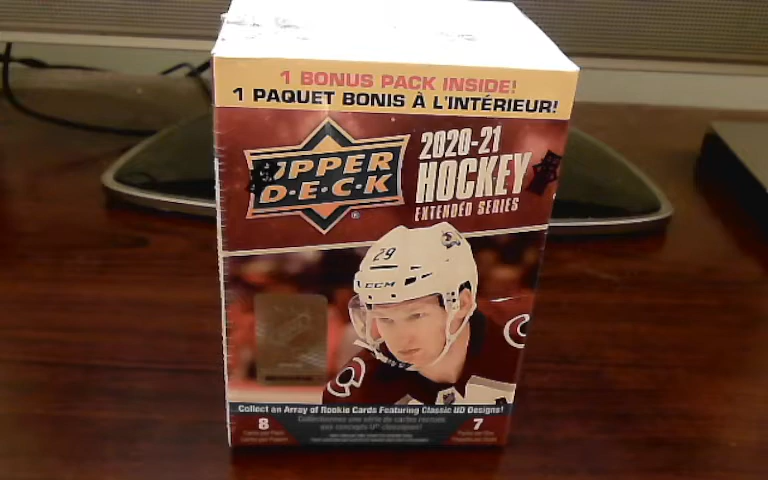 1 BONUS PACK INSIDE!
1 PAQUET BONIS À L'INTÉRIEUR!
UPPER
D·E·C·K
®
2020-21
HOCKEY
EXTENDED SERIES
29
CCM
Collect an Array of Rookie Cards Featuring Classic UD Designs!
8
7